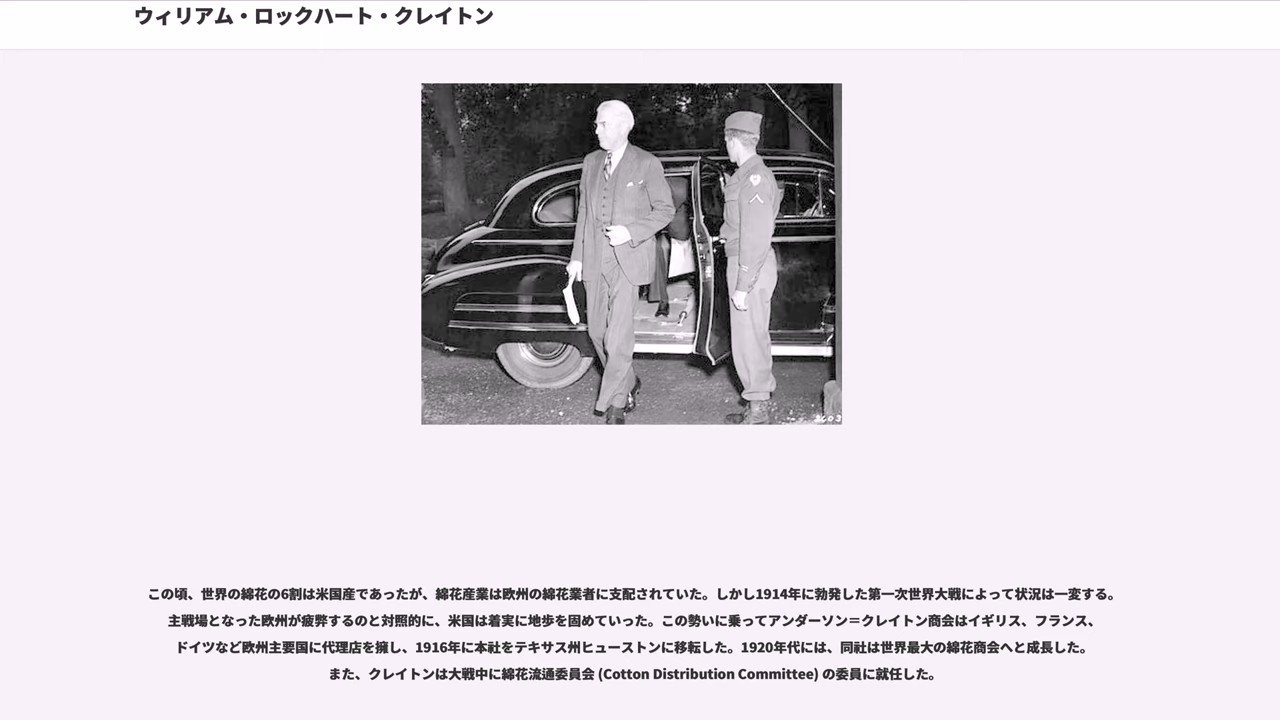 ウィリアム・ロックハート・クレイトン
この頃、世界の綿花の6割は米国産であったが、綿花産業は欧州の綿花業者に支配されていた。しかし1914年に勃発した第一次世界大戦によって状況は一変する。
主戦場となった欧州が疲弊するのと対照的に、米国は着実に地歩を固めていった。この勢いに乗ってアンダーソン＝クレイトン商会はイギリス、フランス、
ドイツなど欧州主要国に代理店を擁し、1916年に本社をテキサス州ヒューストンに移転した。1920年代には、同社は世界最大の綿花商会へと成長した。
また、クレイトンは大戦中に綿花流通委員会 (Cotton Distribution Committee) の委員に就任した。